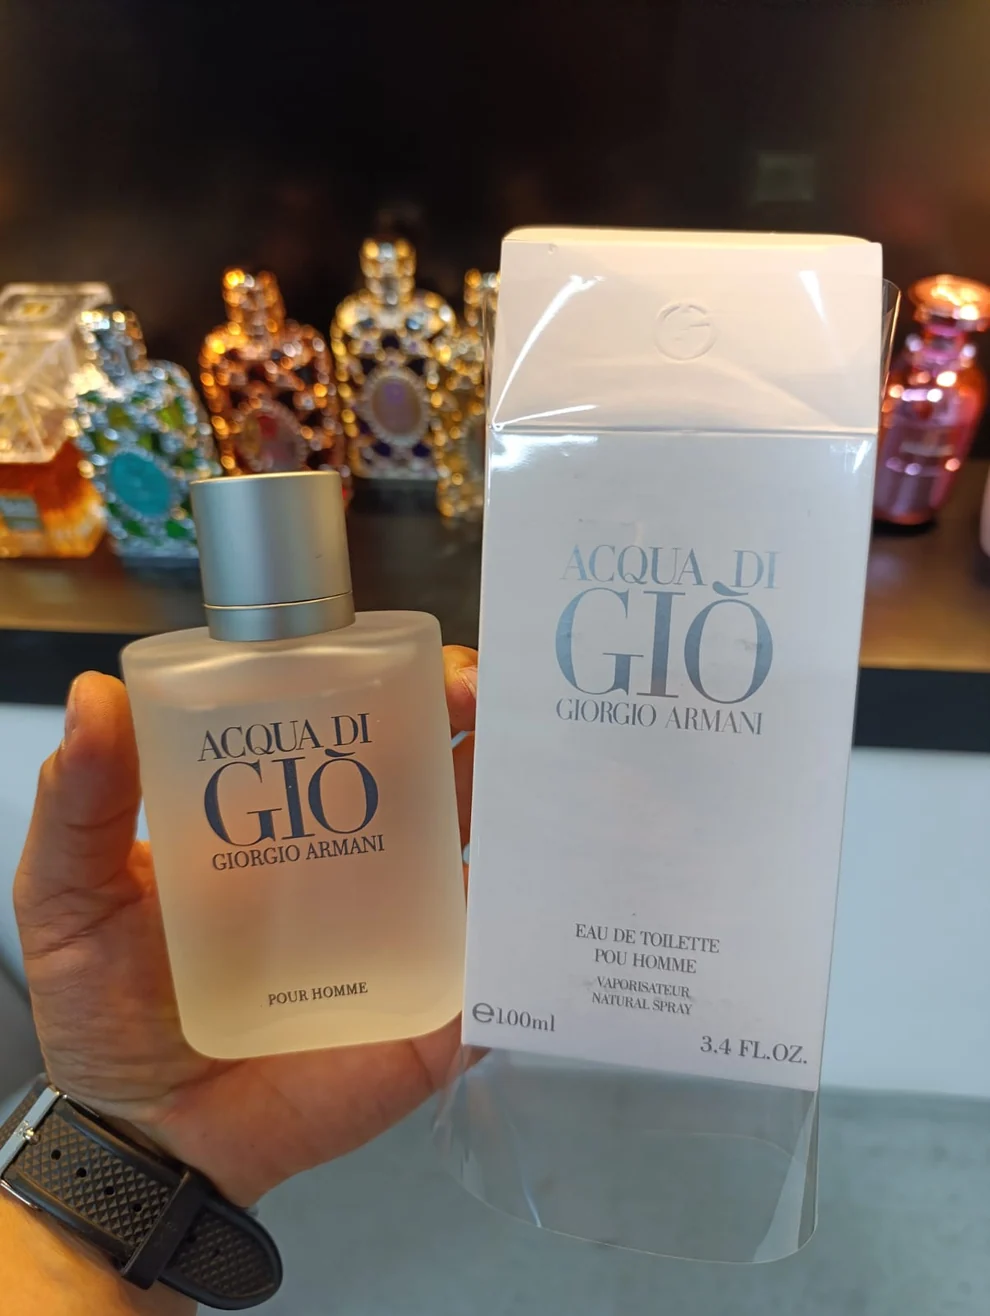 ACQUA DI
GIÒ
GIORGIO ARMANI
POUR HOMME
ACQUA DI
GIÒ
GIORGIO ARMANI
EAU DE TOILETTE
POU HOMME
VAPORISATEUR
NATURAL SPRAY
e100ml
3.4 FL.OZ.